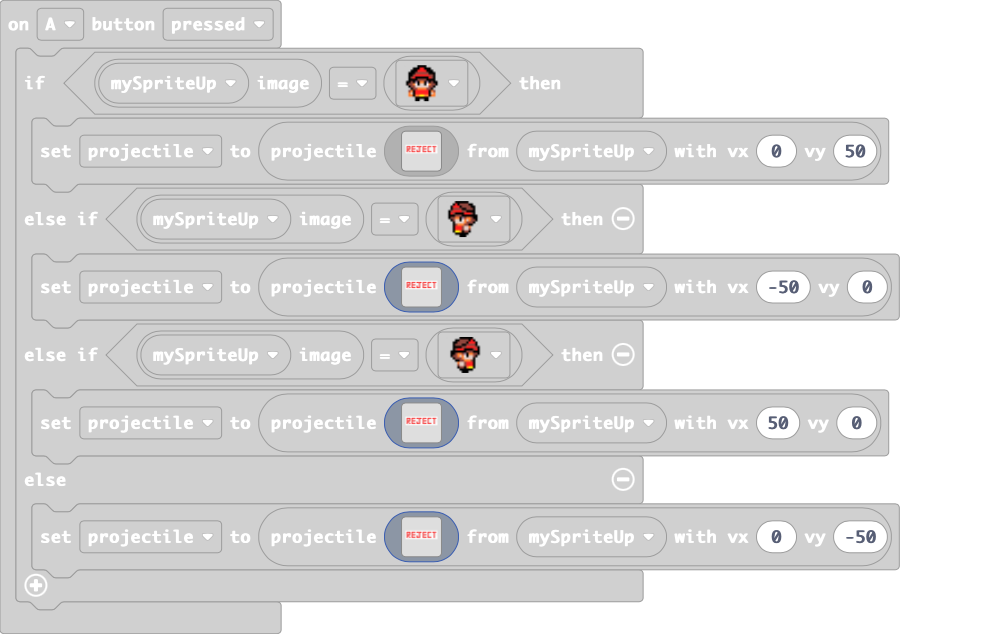 on A button pressed
if mySpriteUp image = then
set projectile to projectile REJECT from mySpriteUp with vx 0 vy 50
else if mySpriteUp image = then
set projectile to projectile REJECT from mySpriteUp with vx -50 vy 0
else if mySpriteUp image = then
set projectile to projectile REJECT from mySpriteUp with vx 50 vy 0
else
set projectile to projectile REJECT from mySpriteUp with vx 0 vy -50